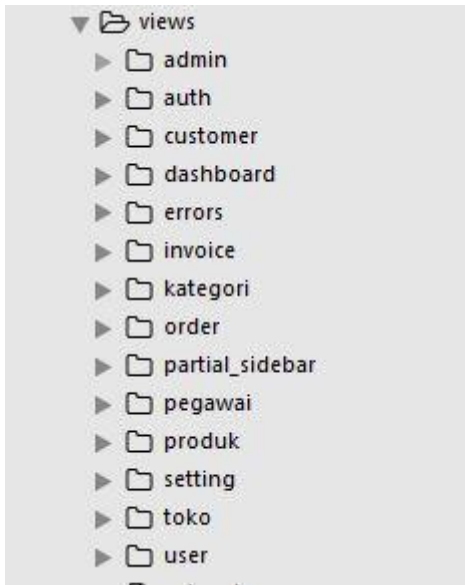 views
admin
auth
customer
dashboard
errors
invoice
kategori
order
partial_sidebar
pegawai
produk
setting
toko
user